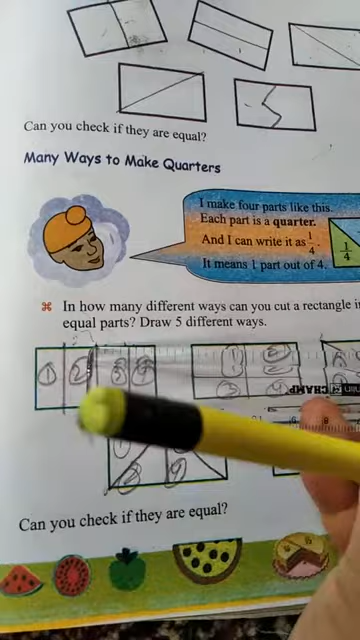 Can you check if they are equal?
Many Ways to Make Quarters
I make four parts like this.
Each part is a quarter.
And I can write it as 1/4.
It means 1 part out of 4.
1/4
⌘ In how many different ways can you cut a rectangle
equal parts? Draw 5 different ways.
1 2 3 4
1 2
3 4
CHAMP
Can you check if they are equal?